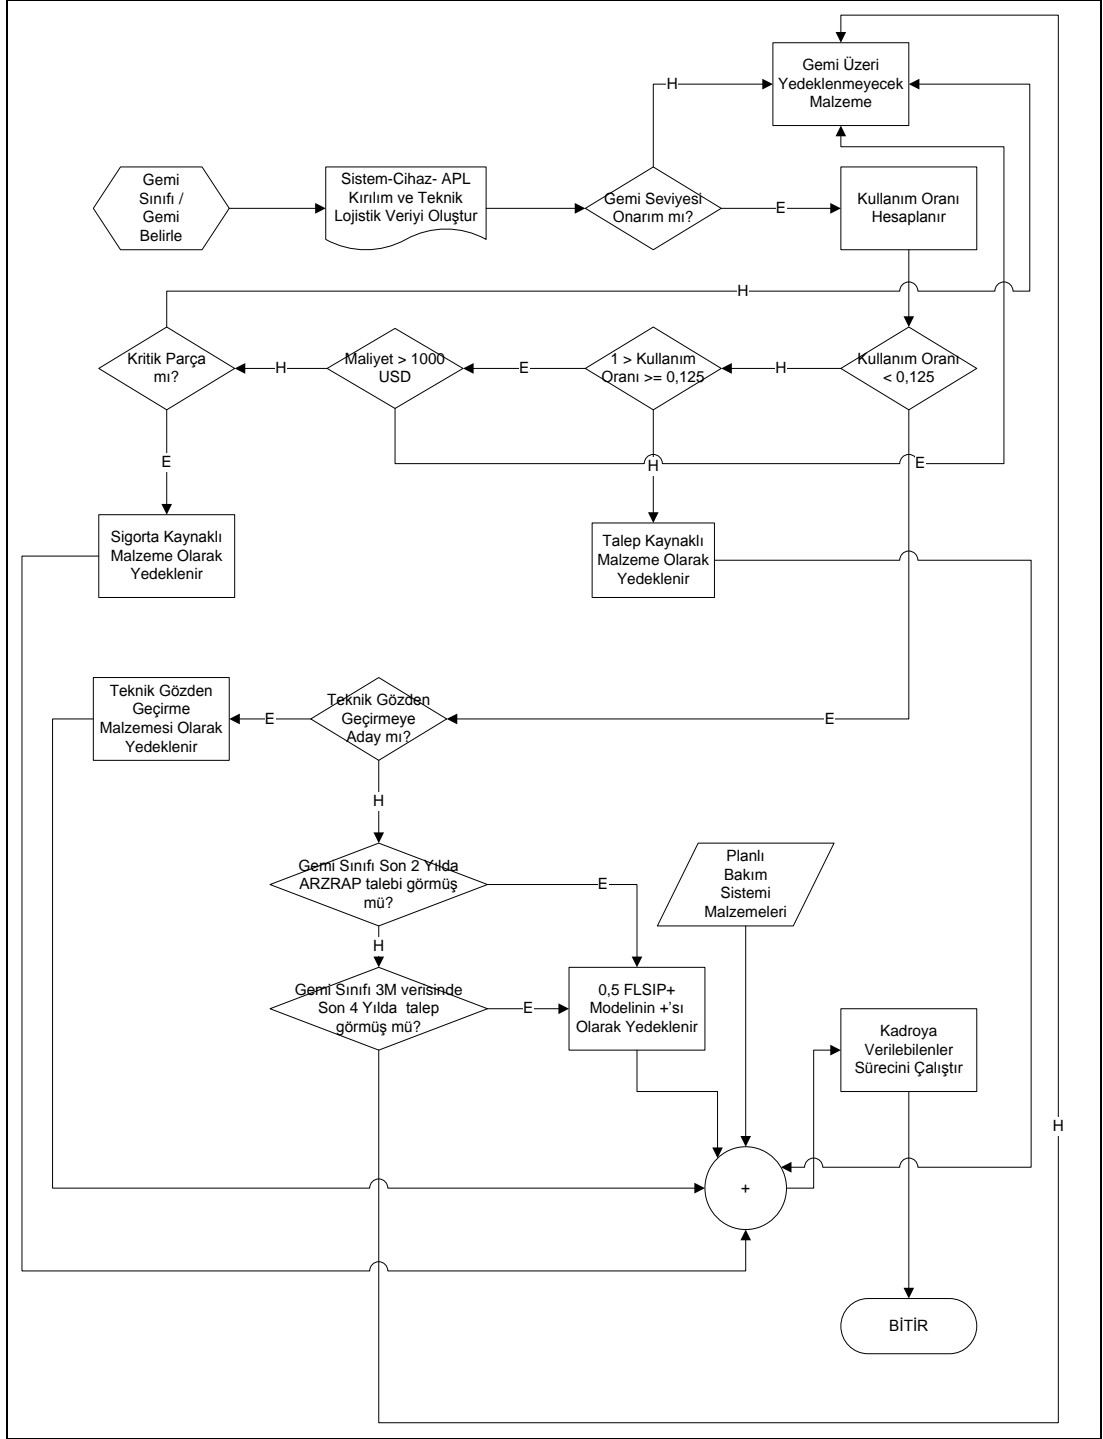 Gemi Üzeri
Yedeklenmeyecek
Malzeme
H
Gemi
Sınıfı /
Gemi
Belirle
Sistem-Cihaz- APL
Kırılım ve Teknik
Lojistik Veriyi Oluştur
Gemi Seviyesi
Onarım mı?
E
Kullanım Oranı
Hesaplanır
H
Kritik Parça
mı?
H
Maliyet > 1000
USD
E
1 > Kullanım
Oranı >= 0,125
H
Kullanım Oranı
< 0,125
E
H
E
Sigorta Kaynaklı
Malzeme Olarak
Yedeklenir
Talep Kaynaklı
Malzeme Olarak
Yedeklenir
Teknik Gözden
Geçirme
Malzemesi Olarak
Yedeklenir
E
Teknik Gözden
Geçirmeye
Aday mı?
E
H
Gemi Sınıfı Son 2 Yılda
ARZRAP talebi görmüş
mü?
E
Planlı
Bakım
Sistemi
Malzemeleri
H
Gemi Sınıfı 3M verisinde
Son 4 Yılda  talep
görmüş mü?
E
0,5 FLSIP+
Modelinin +'sı
Olarak Yedeklenir
Kadroya
Verilebilenler
Sürecini Çalıştır
H
+
BİTİR